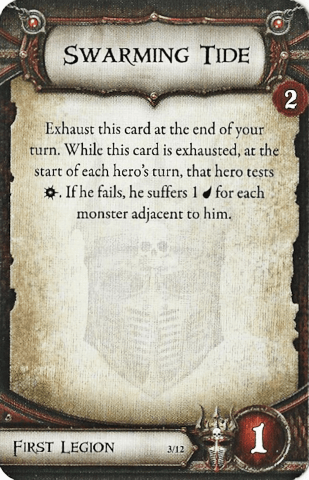 Swarming Tide
2
Exhaust this card at the end of your
turn. While this card is exhausted, at the
start of each hero's turn, that hero tests
. If he fails, he suffers 1 for each
monster adjacent to him.
First Legion 3/12 1